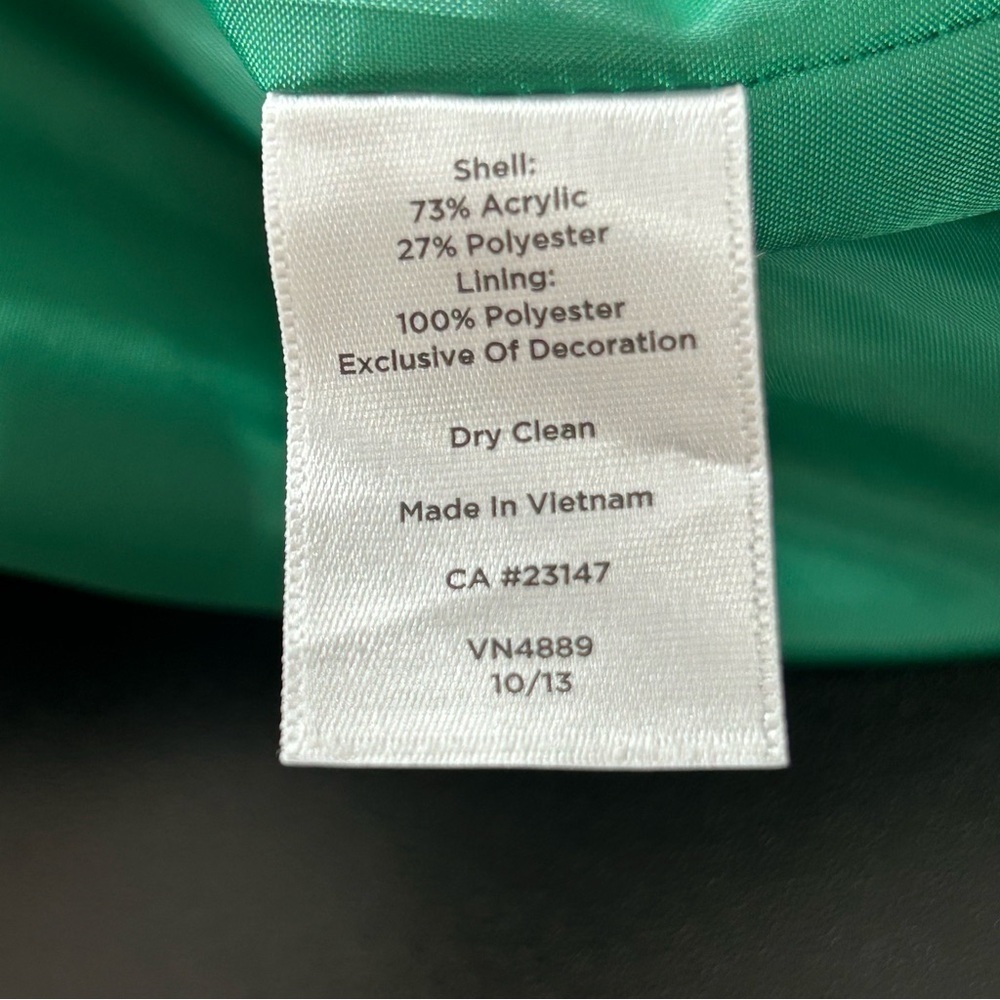 Shell:
73% Acrylic
27% Polyester
Lining:
100% Polyester
Exclusive Of Decoration
Dry Clean
Made In Vietnam
CA #23147
VN4889
10/13